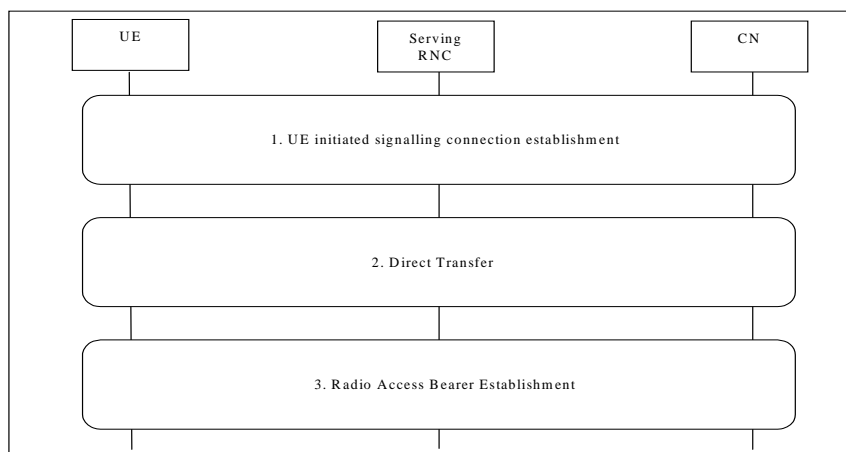 UE
Serving
RNC
CN
1. UE initiated signalling connection establishment
2. Direct Transfer
3. Radio Access Bearer Establishment